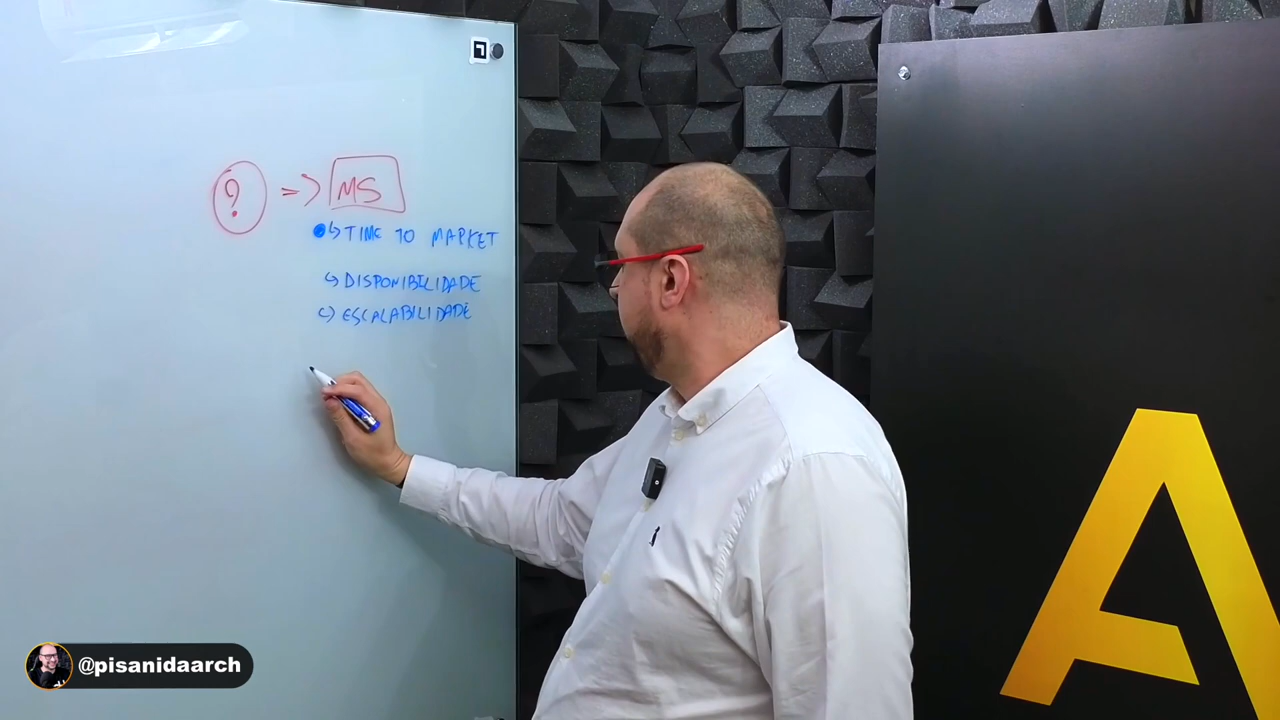 ? => MS
↳ TIME TO MARKET
↳ DISPONIBILIDADE
↳ ESCALABILIDADE
A
@pisanidaarch